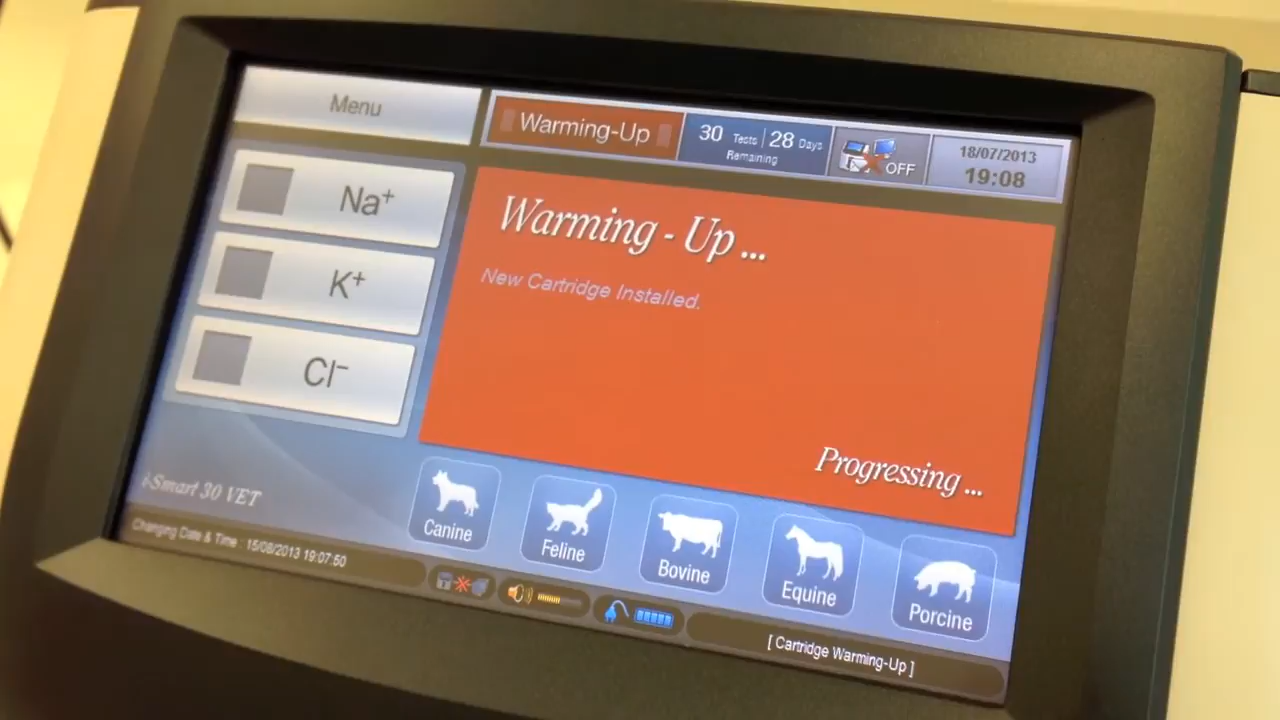 Menu
Warming-Up
30 Tests | 28 Days
Remaining
OFF
18/07/2013
19:08
Na⁺
K⁺
Cl⁻
Warming - Up ...
New Cartridge Installed.
Progressing ...
i-Smart 30 VET
Canine
Feline
Bovine
Equine
Porcine
Changing Date & Time : 15/08/2013 19:07:50
[ Cartridge Warming-Up ]